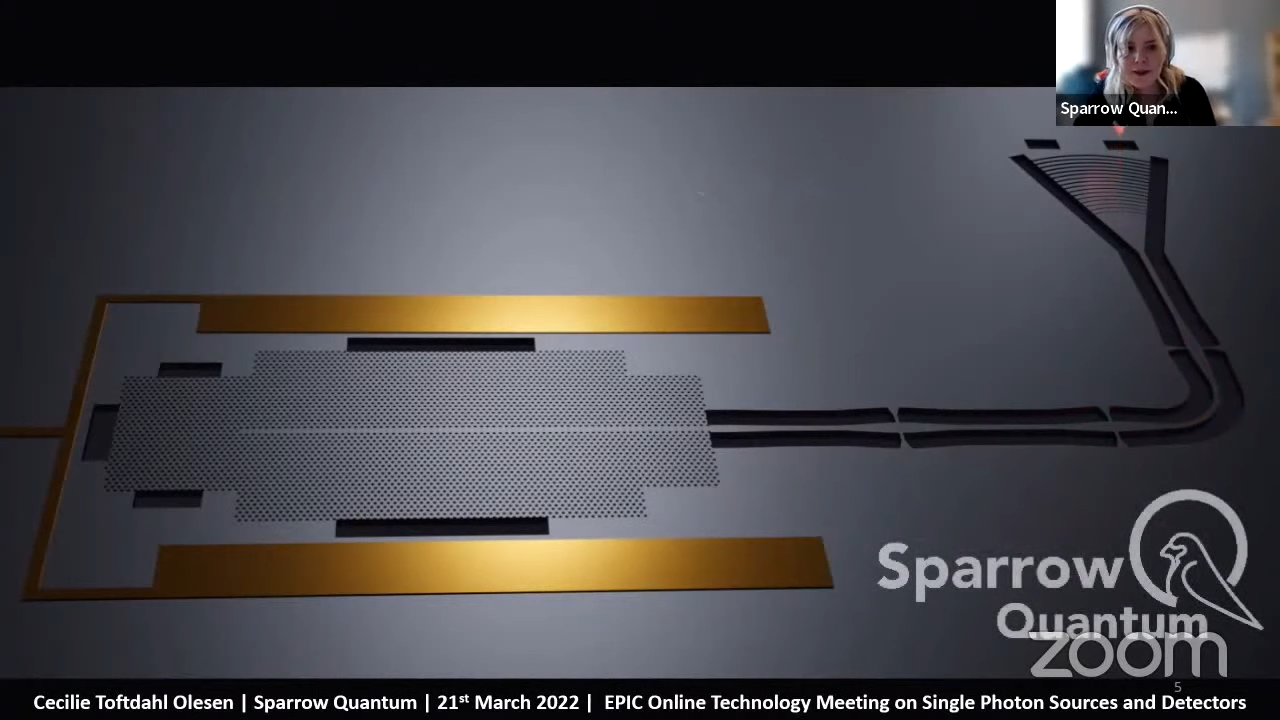 Sparrow Quan...
Sparrow
Quantum
zoom
5
Cecilie Toftdahl Olesen | Sparrow Quantum | 21st March 2022 | EPIC Online Technology Meeting on Single Photon Sources and Detectors